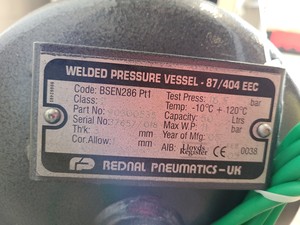 WELDED PRESSURE VESSEL - 87/404 EEC
Code: BSEN286 Pt1 Test Press: bar
Class: Temp: -10°C + 120°C
Part No Capacity: Ltrs
Serial No: Max W.P: bar
Thk: mm Year of Mfg:
Cor.Allow: mm AIB: Lloyds Register CE 0038
REDNAL PNEUMATICS-UK